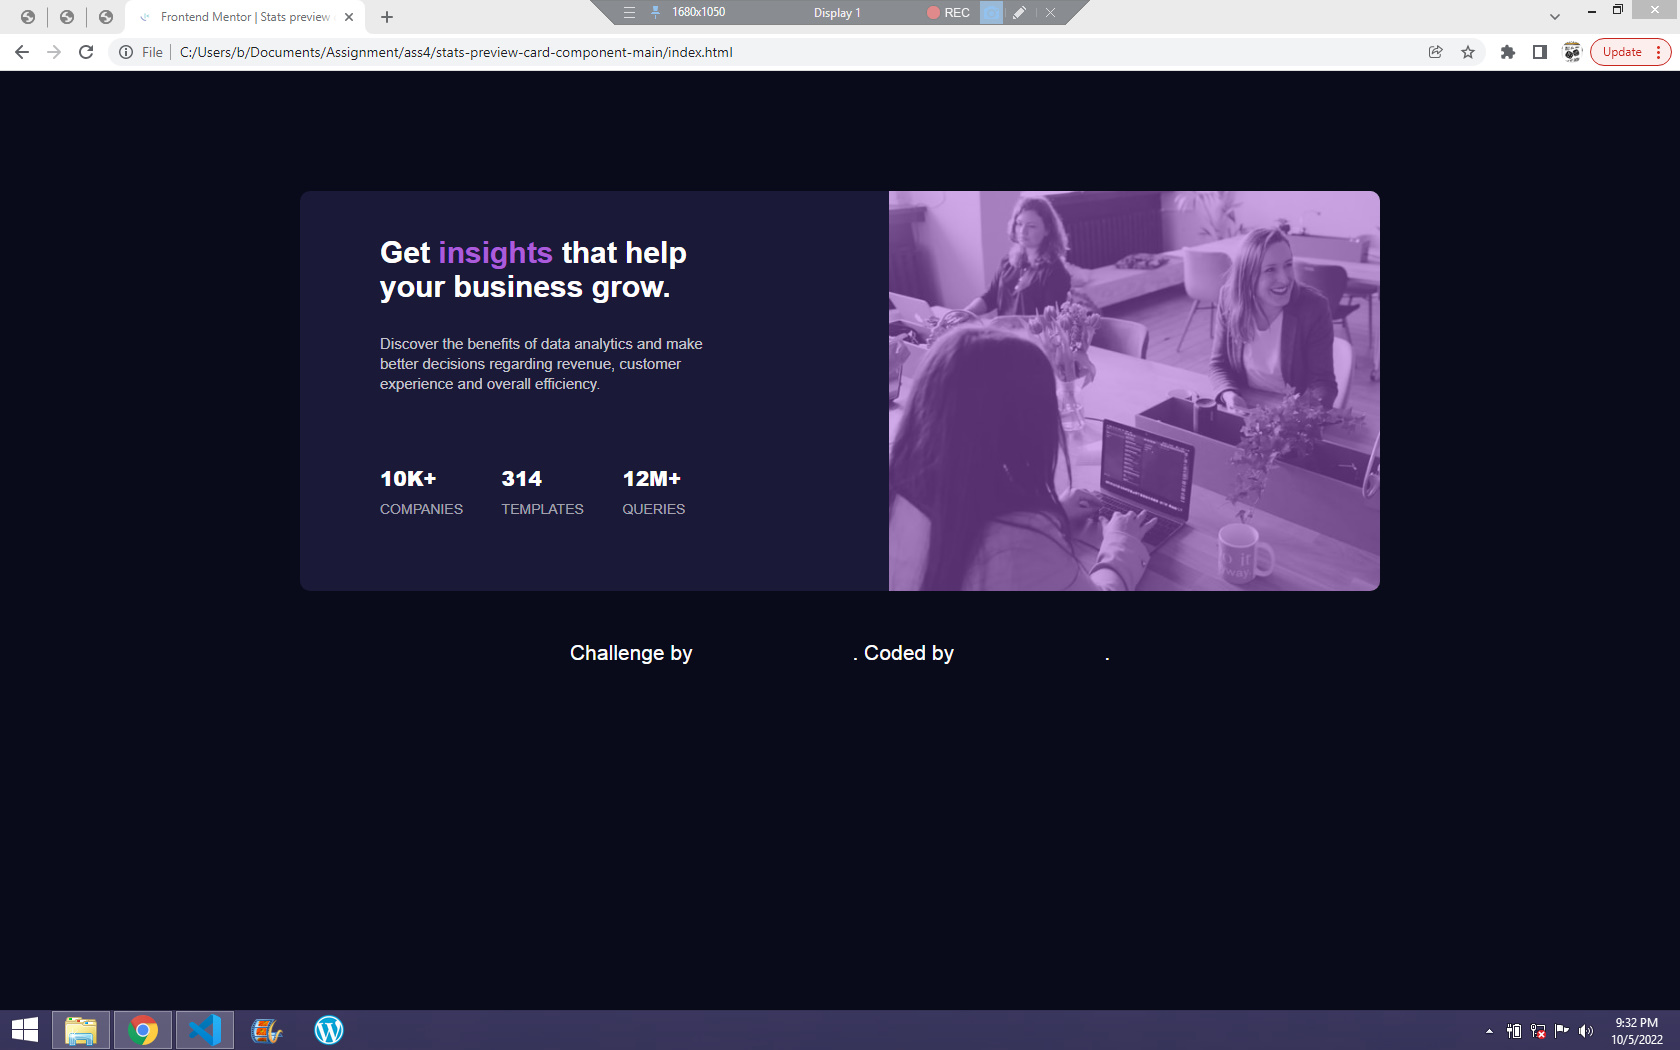 Frontend Mentor | Stats preview
1680x1050
Display 1
REC
File
C:/Users/b/Documents/Assignment/ass4/stats-preview-card-component-main/index.html
Update
Get insights that help
your business grow.
Discover the benefits of data analytics and make
better decisions regarding revenue, customer
experience and overall efficiency.
10K+ 314 12M+
COMPANIES TEMPLATES QUERIES
Challenge by . Coded by .
9:32 PM
10/5/2022